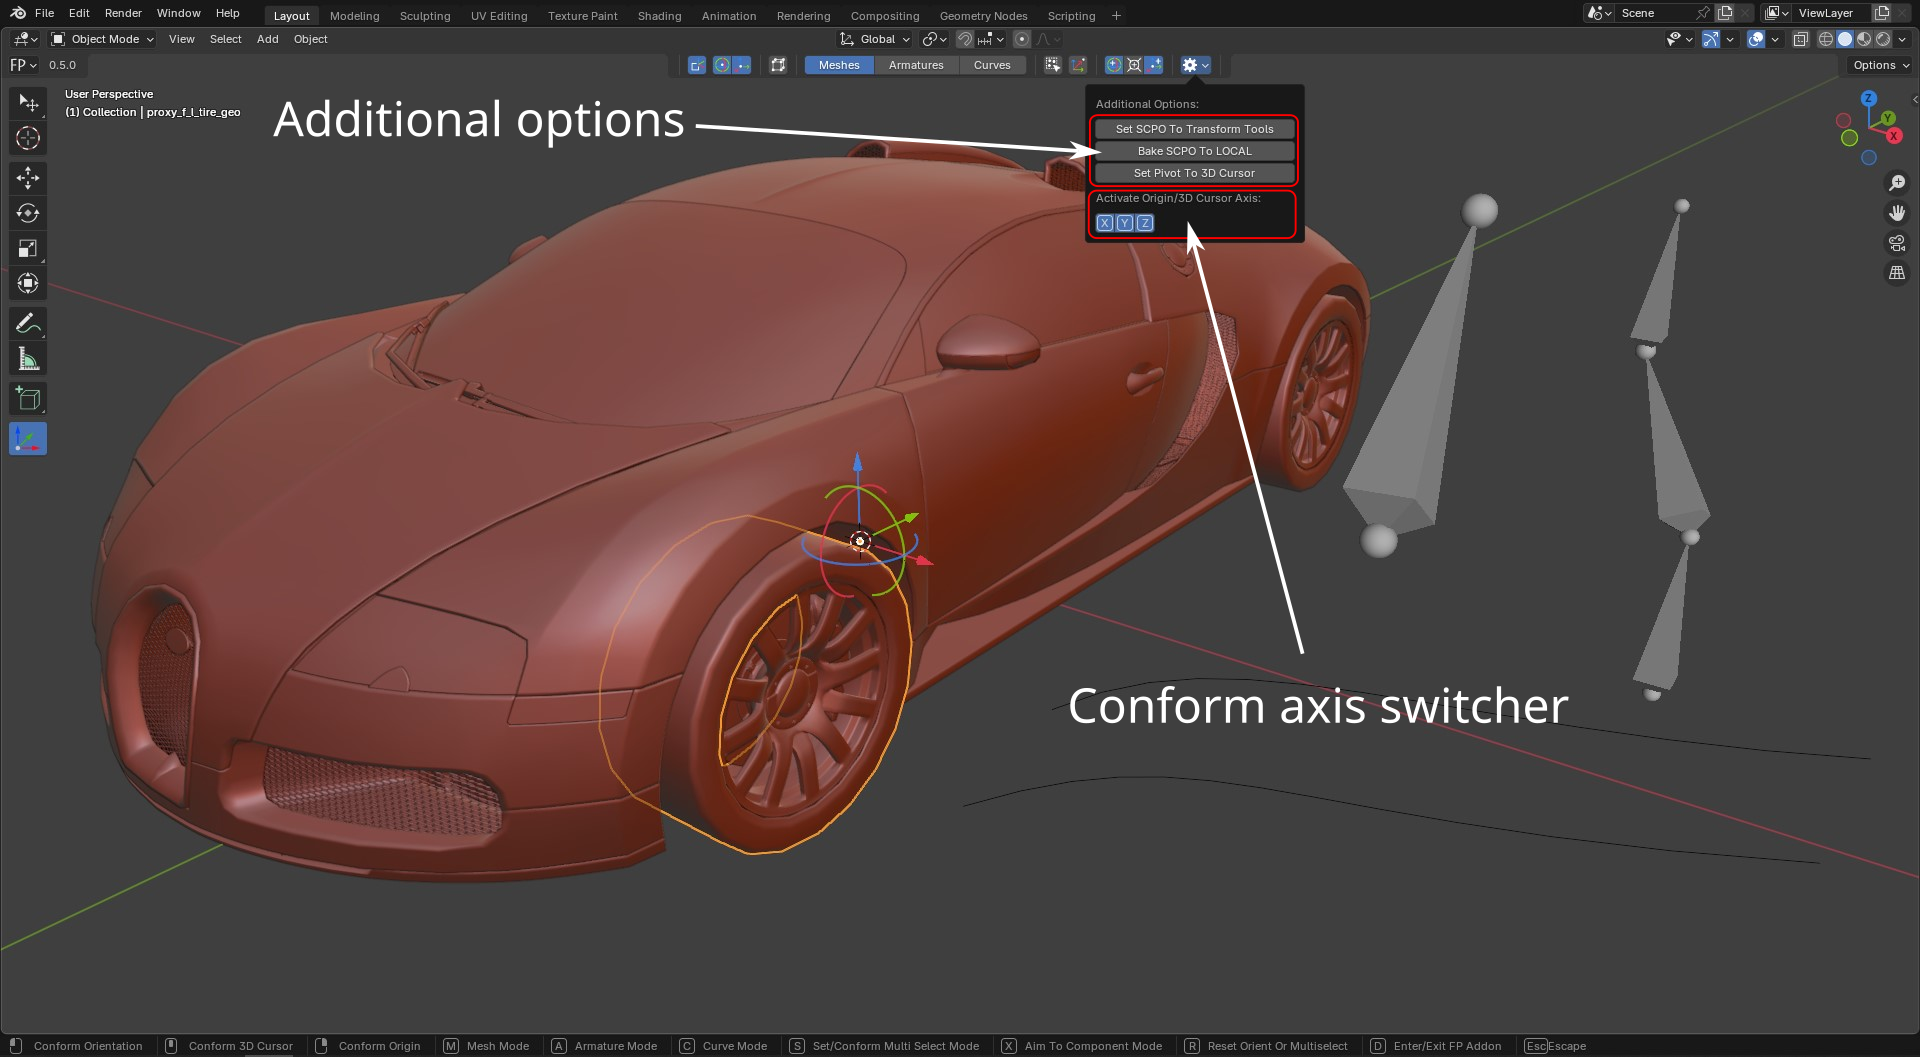 File Edit Render Window Help Layout Modeling Sculpting UV Editing Texture Paint Shading Animation Rendering Compositing Geometry Nodes Scripting + Scene ViewLayer
Object Mode View Select Add Object Global
FP 0.5.0 Meshes Armatures Curves Options
User Perspective
(1) Collection | proxy_f_l_tire_geo
Additional options
Additional Options:
Set SCPO To Transform Tools
Bake SCPO To LOCAL
Set Pivot To 3D Cursor
Activate Origin/3D Cursor Axis:
X Y Z
Z
Y
X
Conform axis switcher
Conform Orientation Conform 3D Cursor Conform Origin M Mesh Mode A Armature Mode C Curve Mode S Set/Conform Multi Select Mode X Aim To Component Mode R Reset Orient Or Multiselect D Enter/Exit FP Addon Esc Escape